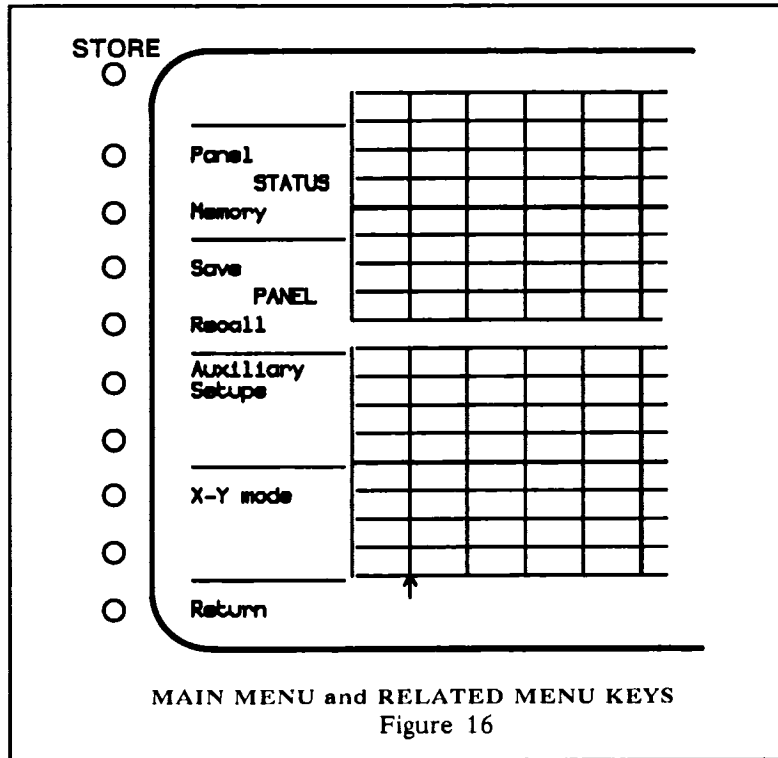 STORE
Panel
STATUS
Memory
Save
PANEL
Recall
Auxiliary
Setups
X-Y mode
Return
MAIN MENU and RELATED MENU KEYS
Figure 16